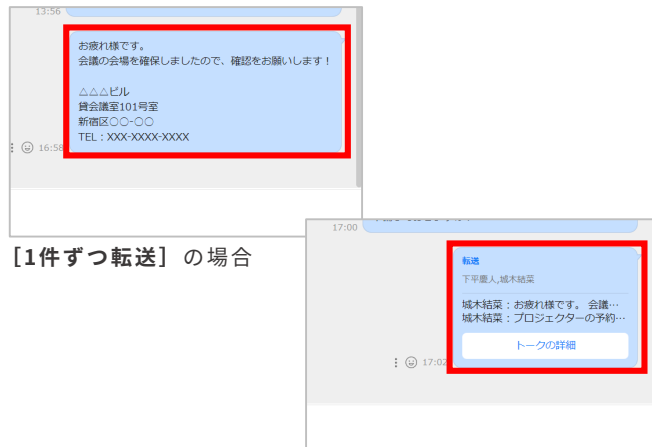 13:56
お疲れ様です。
会議の会場を確保しましたので、確認をお願いします！
△△△ビル
貸会議室101号室
新宿区〇〇-〇〇
TEL：XXX-XXXX-XXXX
16:58
［1件ずつ転送］の場合
17:00
転送
下平慶人,城木結菜
城木結菜：お疲れ様です。 会議…
城木結菜：プロジェクターの予約…
トークの詳細
17:02